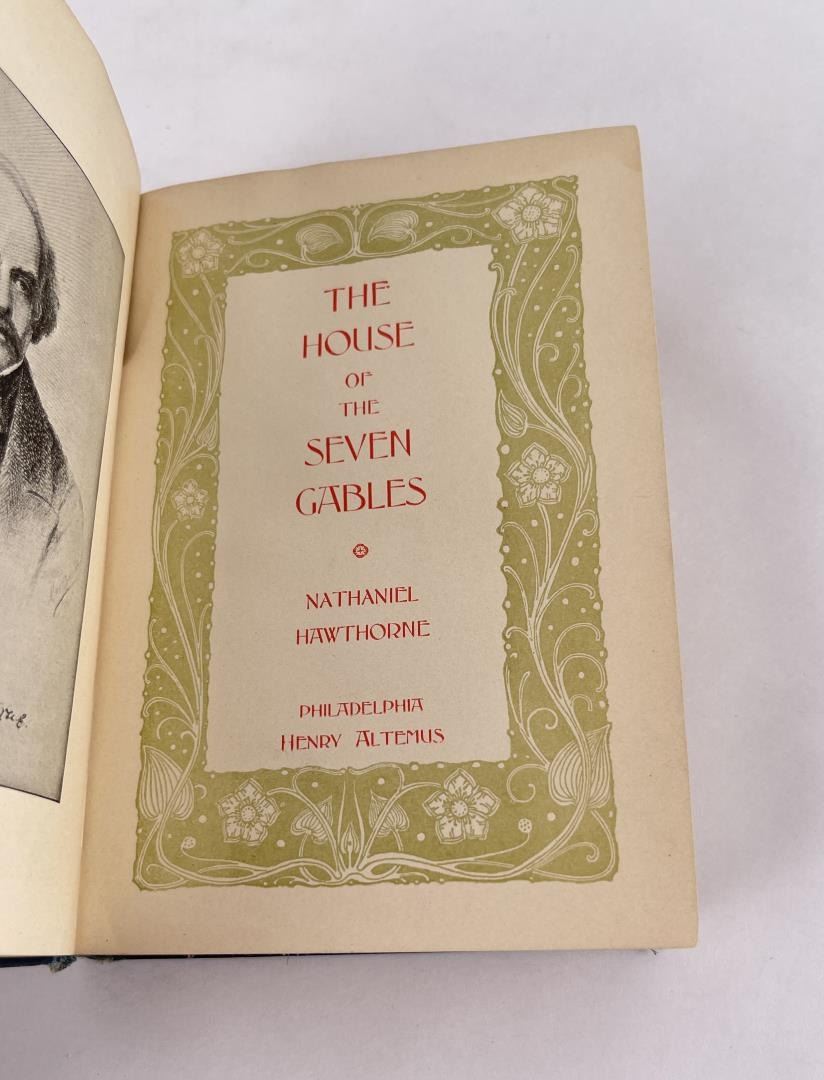 THE
HOUSE
OF
THE
SEVEN
GABLES
NATHANIEL
HAWTHORNE
PHILADELPHIA
HENRY ALTEMUS